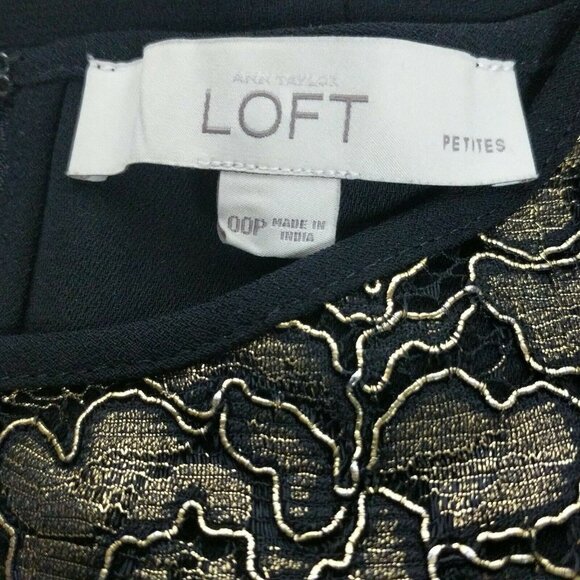 ANN TAYLOR
LOFT
PETITES
00P MADE IN
INDIA